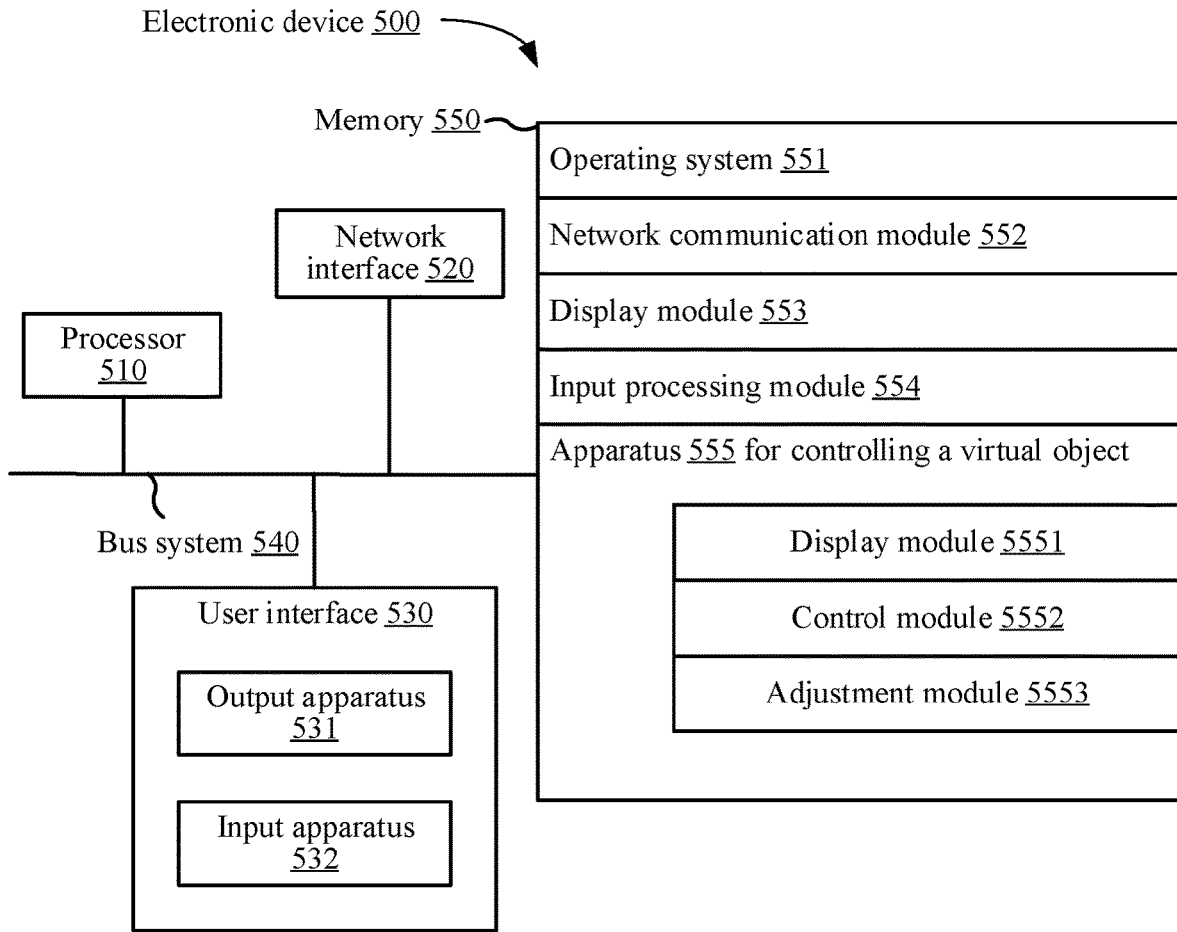 Electronic device 500
Memory 550
Operating system 551
Network communication module 552
Display module 553
Input processing module 554
Apparatus 555 for controlling a virtual object
Display module 5551
Control module 5552
Adjustment module 5553
Network
interface 520
Processor
510
Bus system 540
User interface 530
Output apparatus
531
Input apparatus
532